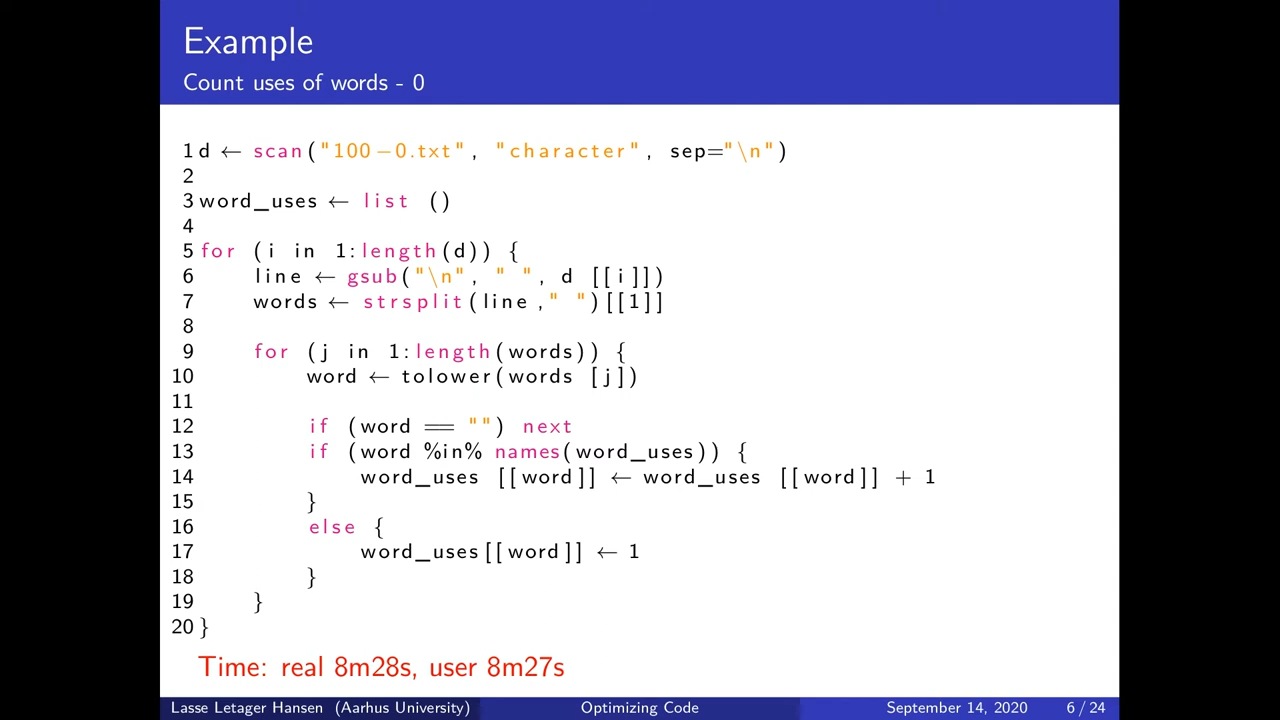 Example
Count uses of words - 0
1 d ← scan("100-0.txt", "character", sep="\n")
2
3 word_uses ← list ()
4
5 for (i in 1:length(d)) {
6 line ← gsub("\n", " ", d [[i]])
7 words ← strsplit(line ," ")[[1]]
8
9 for (j in 1:length(words)) {
10 word ← tolower(words [j])
11
12 if (word == "") next
13 if (word %in% names(word_uses)) {
14 word_uses [[word]] ← word_uses [[word]] + 1
15 }
16 else {
17 word_uses[[word]] ← 1
18 }
19 }
20 }
Time: real 8m28s, user 8m27s
Lasse Letager Hansen (Aarhus University) Optimizing Code September 14, 2020 6 / 24